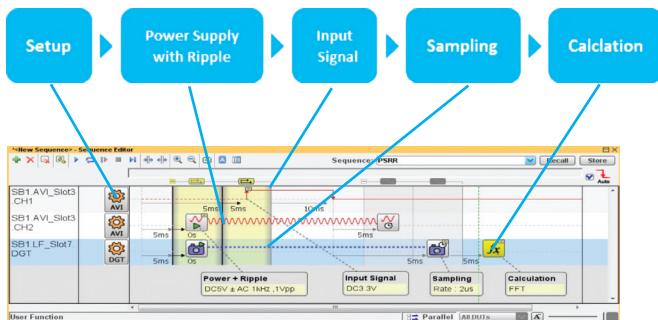 Setup
Power Supply
with Ripple
Input
Signal
Sampling
Calclation
*<New Sequence> - Sequence Editor
Sequence: PSRR
Recall
Store
Auto
SB1.AVI_Slot3
CH1
AVI
5ms
5ms
10ms
SB1.AVI_Slot3
CH2
AVI
5ms
0s
5ms
SB1.LF_Slot7
DGT
DGT
5ms
0s
5ms
5ms
Power + Ripple
DC5V ± AC 1kHz ,1Vpp
Input Signal
DC3.3V
Sampling
Rate : 2us
Calculation
FFT
User Function
Parallel
All DUTs